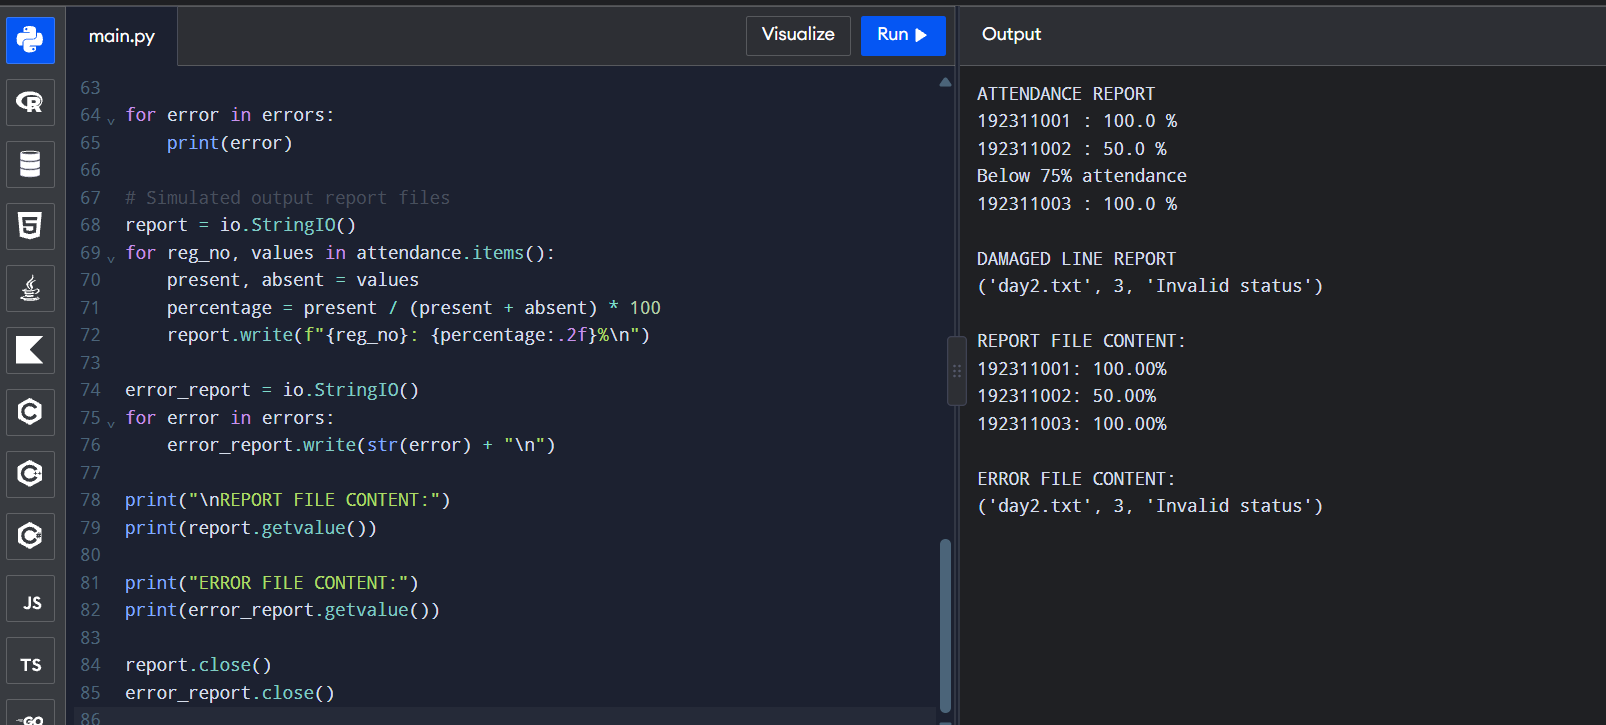 main.py
Visualize
Run
Output
63
64 for error in errors:
65     print(error)
66
67 # Simulated output report files
68 report = io.StringIO()
69 for reg_no, values in attendance.items():
70     present, absent = values
71     percentage = present / (present + absent) * 100
72     report.write(f"{reg_no}: {percentage:.2f}%\n")
73
74 error_report = io.StringIO()
75 for error in errors:
76     error_report.write(str(error) + "\n")
77
78 print("\nREPORT FILE CONTENT:")
79 print(report.getvalue())
80
81 print("ERROR FILE CONTENT:")
82 print(error_report.getvalue())
83
84 report.close()
85 error_report.close()
86
ATTENDANCE REPORT
192311001 : 100.0 %
192311002 : 50.0 %
Below 75% attendance
192311003 : 100.0 %
DAMAGED LINE REPORT
('day2.txt', 3, 'Invalid status')
REPORT FILE CONTENT:
192311001: 100.00%
192311002: 50.00%
192311003: 100.00%
ERROR FILE CONTENT:
('day2.txt', 3, 'Invalid status')
R
5
C
C
C
JS
TS
GO